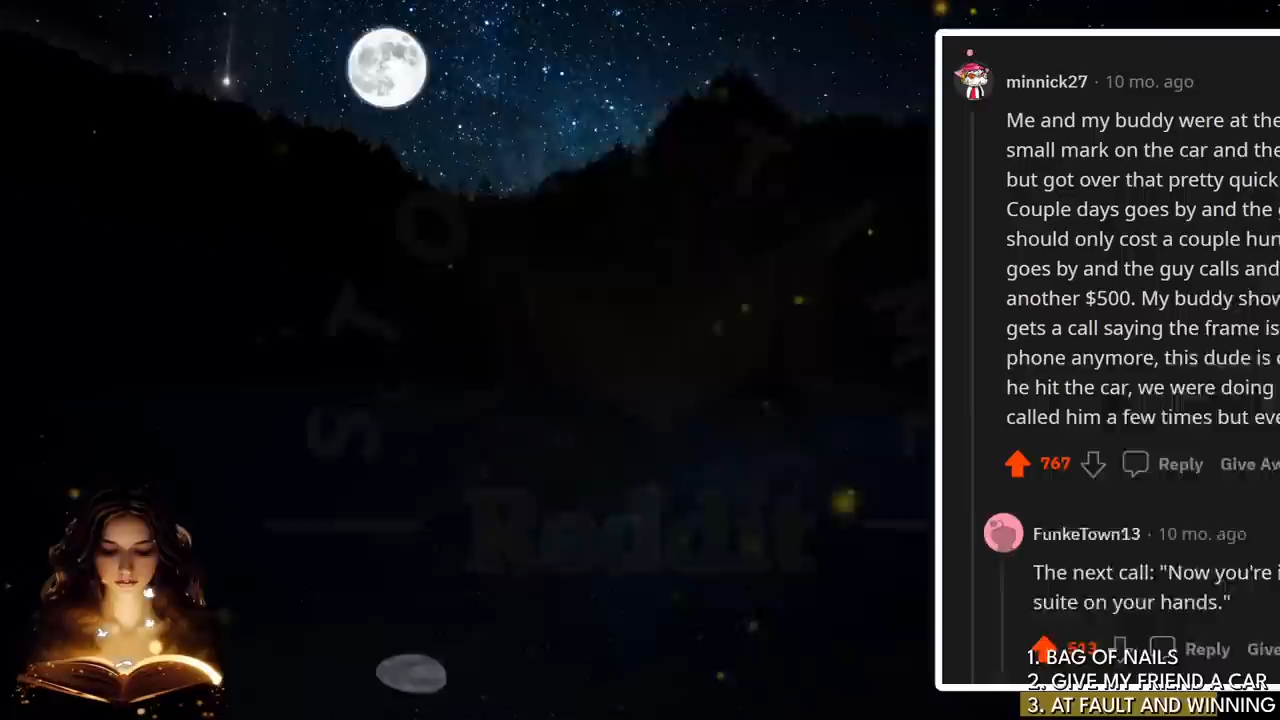 minnick27 · 10 mo. ago
Me and my buddy were at the
small mark on the car and the
but got over that pretty quick
Couple days goes by and the
should only cost a couple hun
goes by and the guy calls and
another $500. My buddy show
gets a call saying the frame is
phone anymore, this dude is
he hit the car, we were doing
called him a few times but eve
767 Reply Give Aw
FunkeTown13 · 10 mo. ago
The next call: "Now you're i
suite on your hands."
513 Reply Give
1. BAG OF NAILS
2. GIVE MY FRIEND A CAR
3. AT FAULT AND WINNING
Reddit